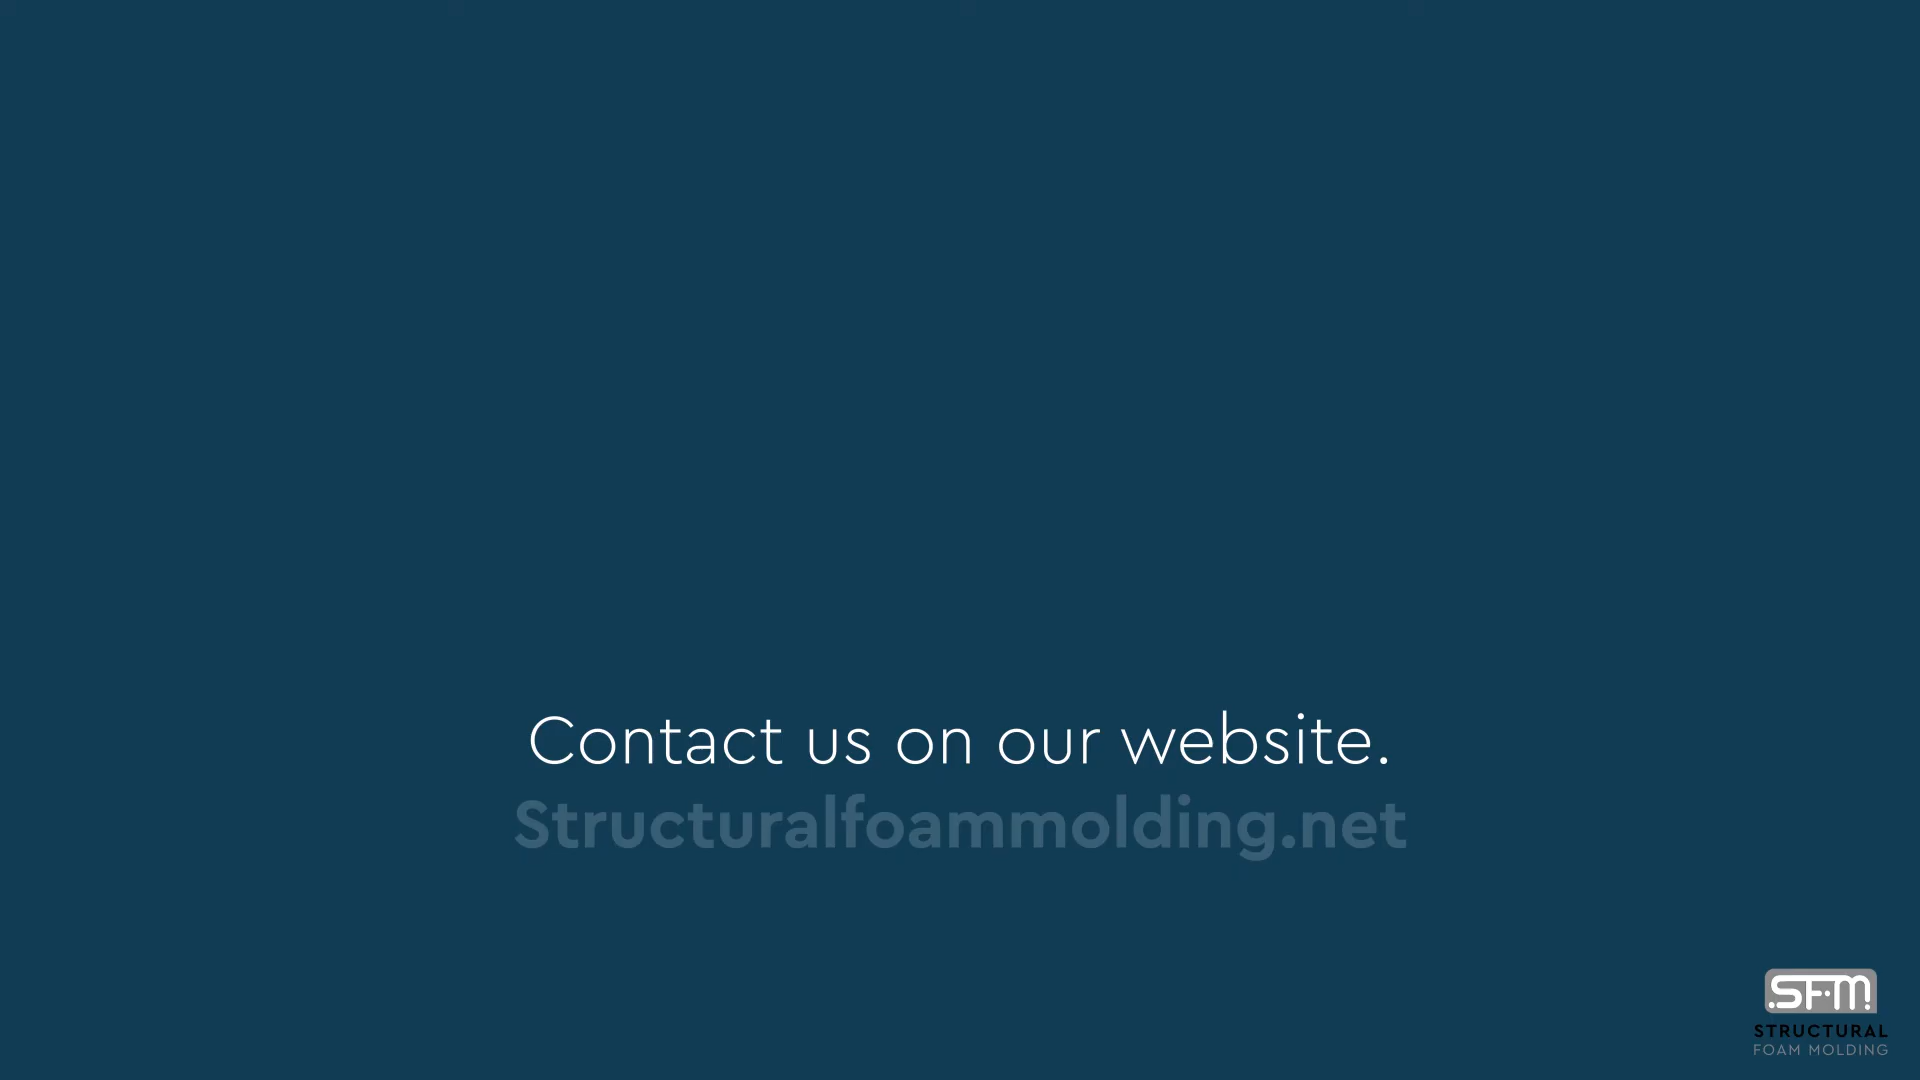 Contact us on our website.
Structuralfoammolding.net
SFM
STRUCTURAL
FOAM MOLDING